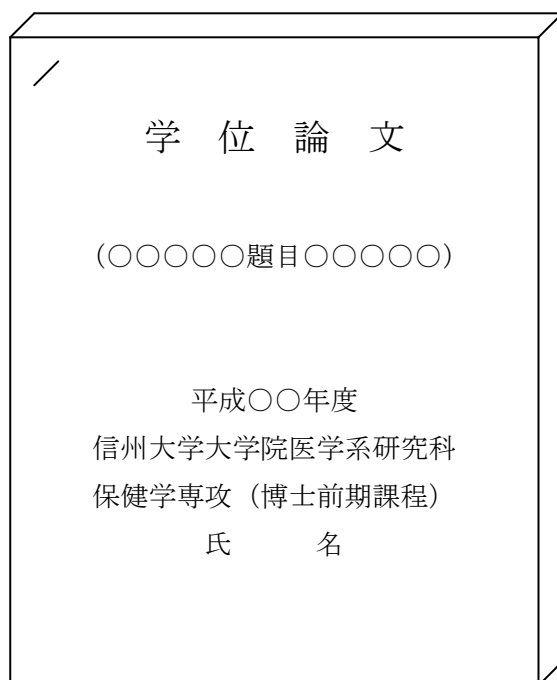 学 位 論 文
（○○○○○題目○○○○○）
平成○○年度
信州大学大学院医学系研究科
保健学専攻（博士前期課程）
氏　　　名